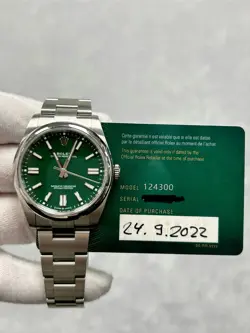 ROLEX
Cette garantie n'est valable que si elle est datée
par le détaillant officiel Rolex au moment de l'achat
This guarantee is valid only if dated by the
Official Rolex Retailer at the time of purchase
MODEL 124300
SERIAL
DATE OF PURCHASE
24.9.2022